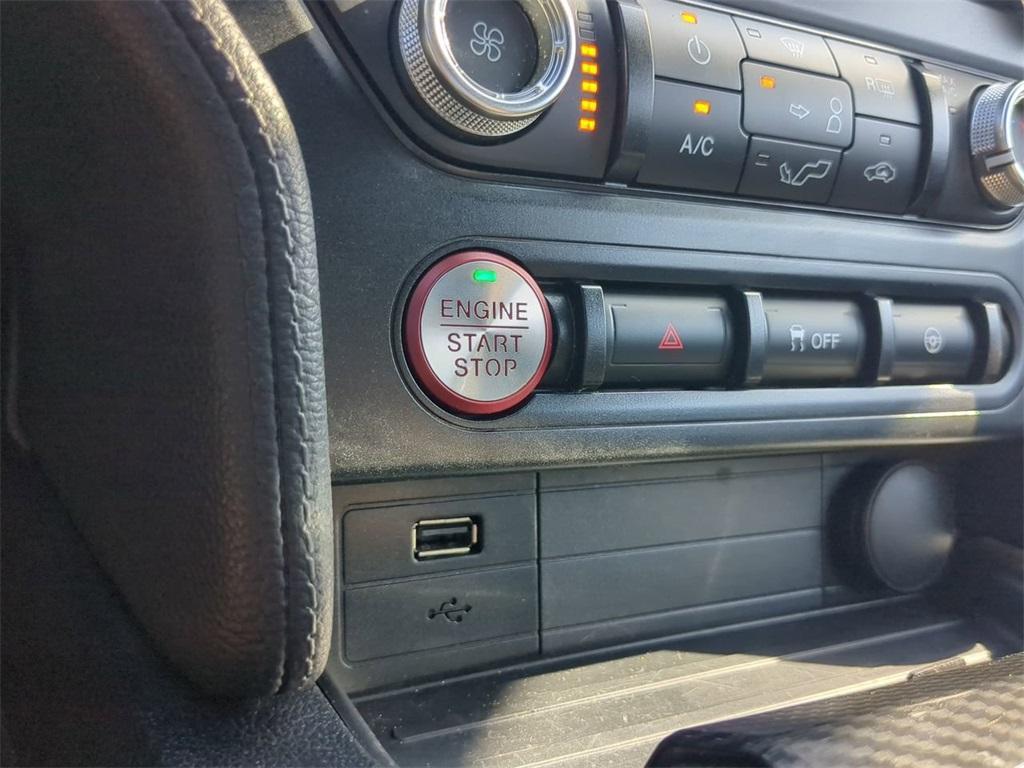 R
A/C
ENGINE
START
STOP
OFF